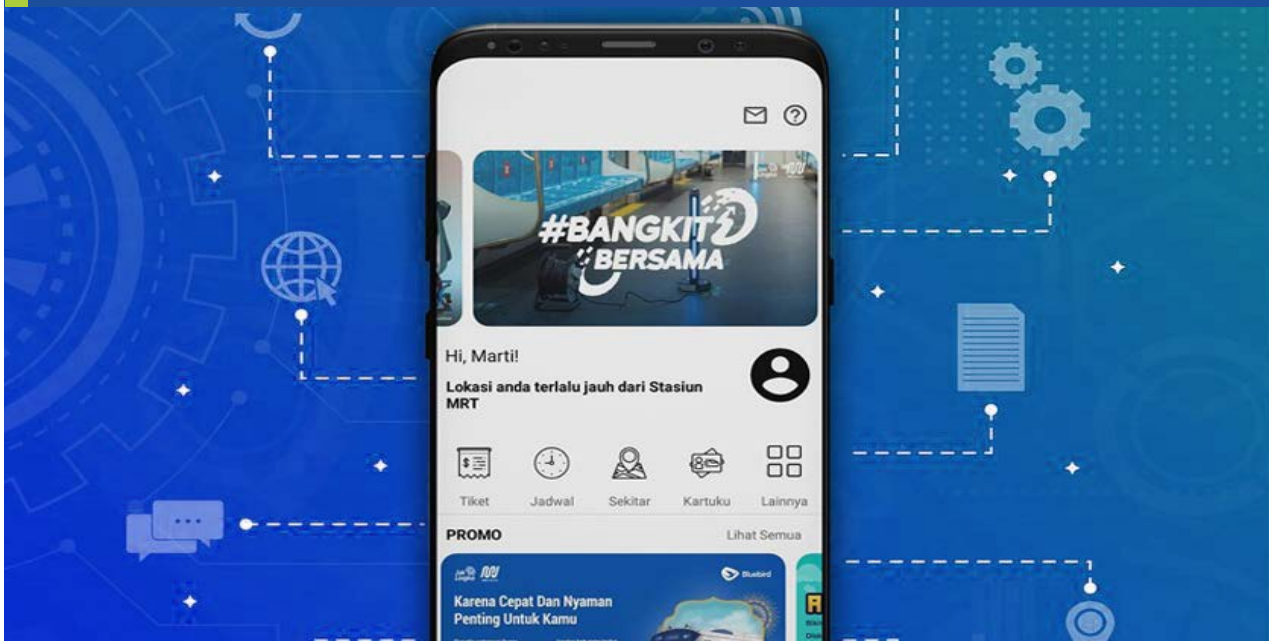 #BANGKIT
BERSAMA
Hi, Marti!
Lokasi anda terlalu jauh dari Stasiun
MRT
Tiket Jadwal Sekitar Kartuku Lainnya
PROMO Lihat Semua
Bluebird
Karena Cepat Dan Nyaman
Penting Untuk Kamu